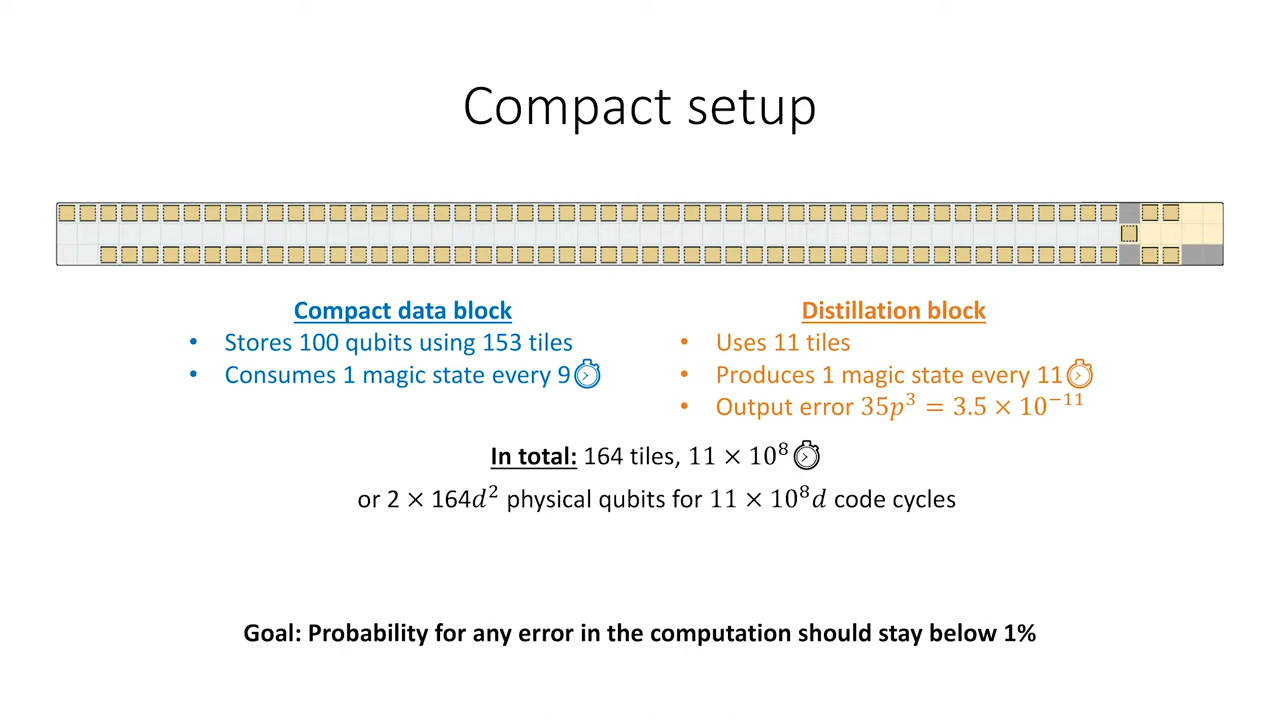 Compact setup
Compact data block
• Stores 100 qubits using 153 tiles
• Consumes 1 magic state every 9
Distillation block
• Uses 11 tiles
• Produces 1 magic state every 11
• Output error 35p³ = 3.5 × 10⁻¹¹
In total: 164 tiles, 11 × 10⁸
or 2 × 164d² physical qubits for 11 × 10⁸d code cycles
Goal: Probability for any error in the computation should stay below 1%